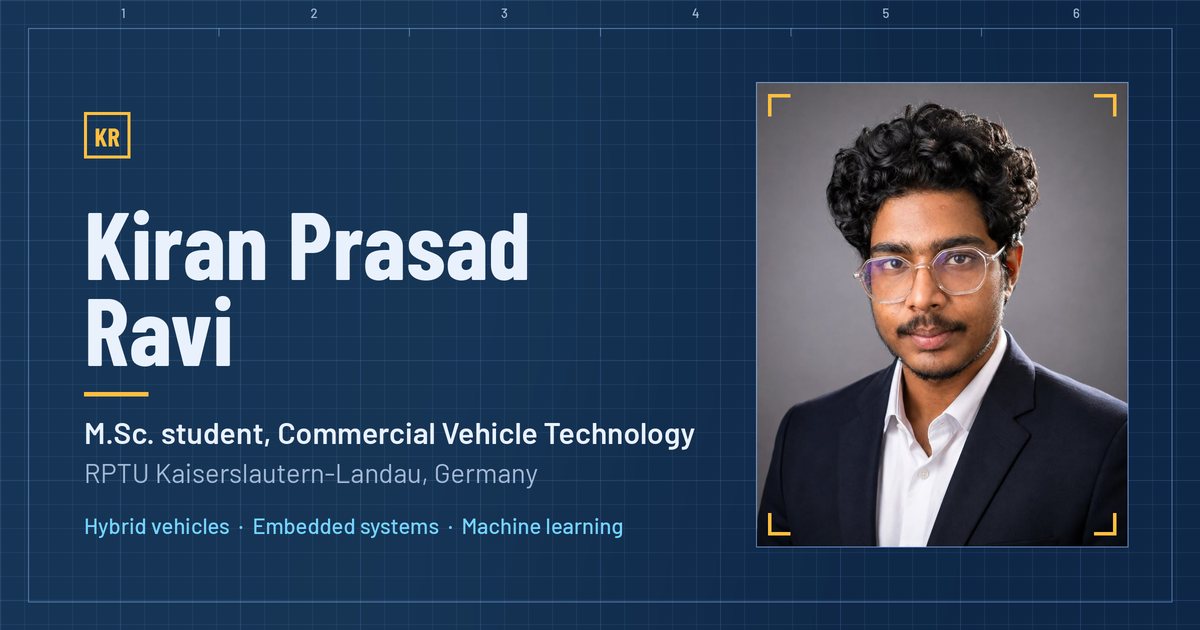 1 2 3 4 5 6
KR
Kiran Prasad
Ravi
M.Sc. student, Commercial Vehicle Technology
RPTU Kaiserslautern-Landau, Germany
Hybrid vehicles · Embedded systems · Machine learning